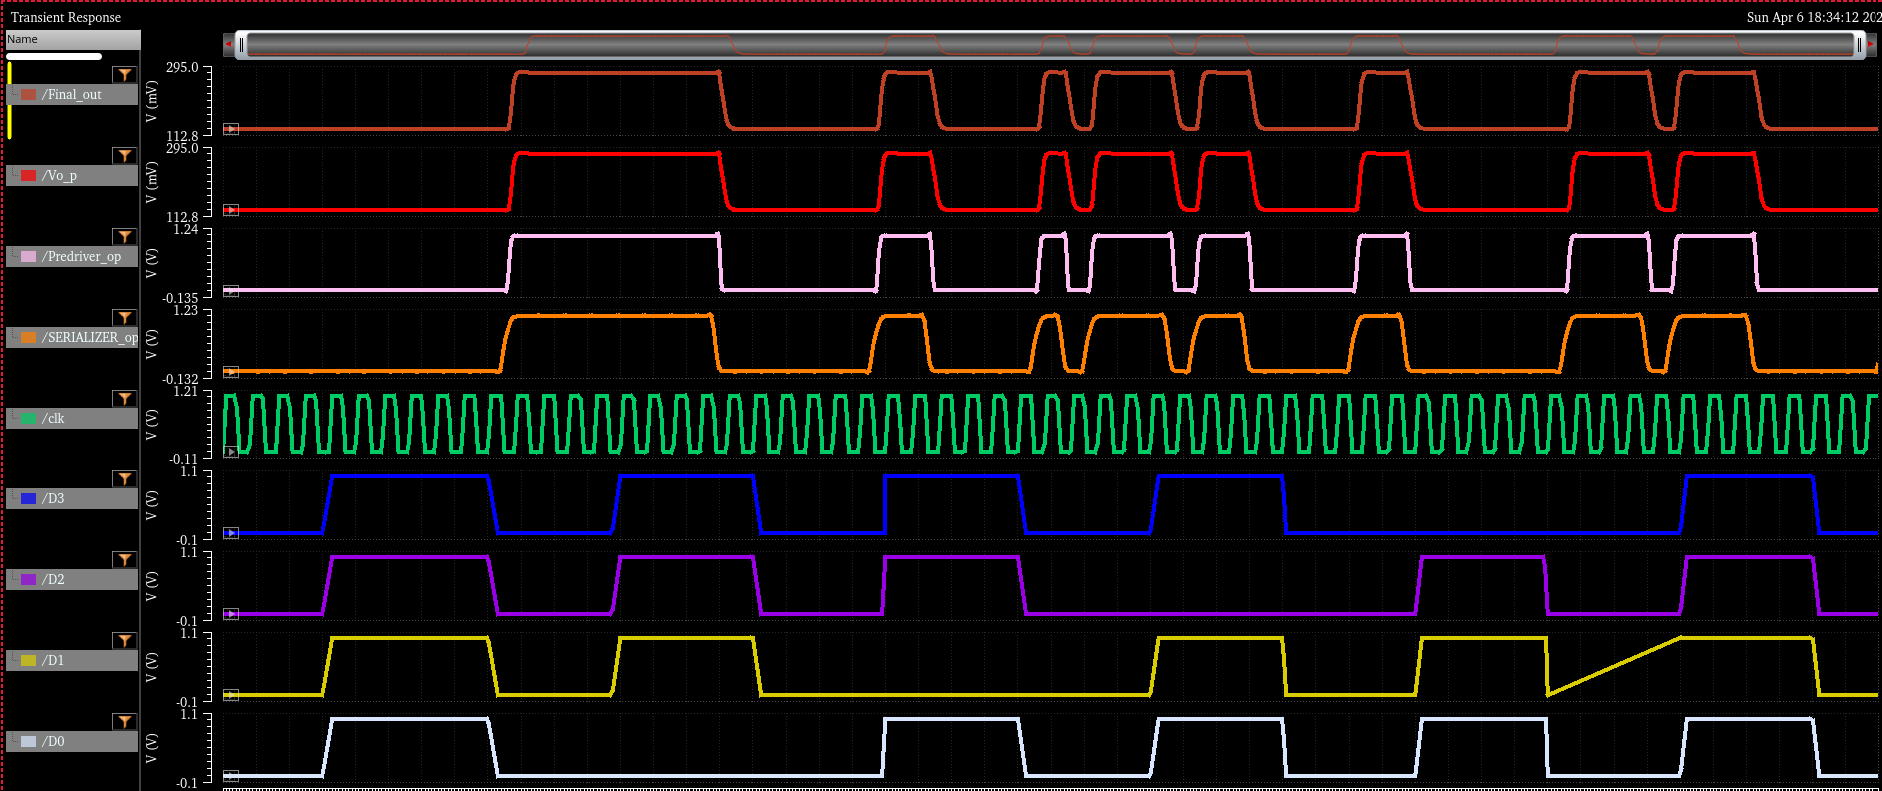 Transient Response
Sun Apr 6 18:34:12 202
Name
/Final_out
V (mV)
295.0
112.8
/Vo_p
V (mV)
295.0
112.8
/Predriver_op
V (V)
1.24
-0.135
/SERIALIZER_op
V (V)
1.23
-0.132
/clk
V (V)
1.21
-0.11
/D3
V (V)
1.1
-0.1
/D2
V (V)
1.1
-0.1
/D1
V (V)
1.1
-0.1
/D0
V (V)
1.1
-0.1